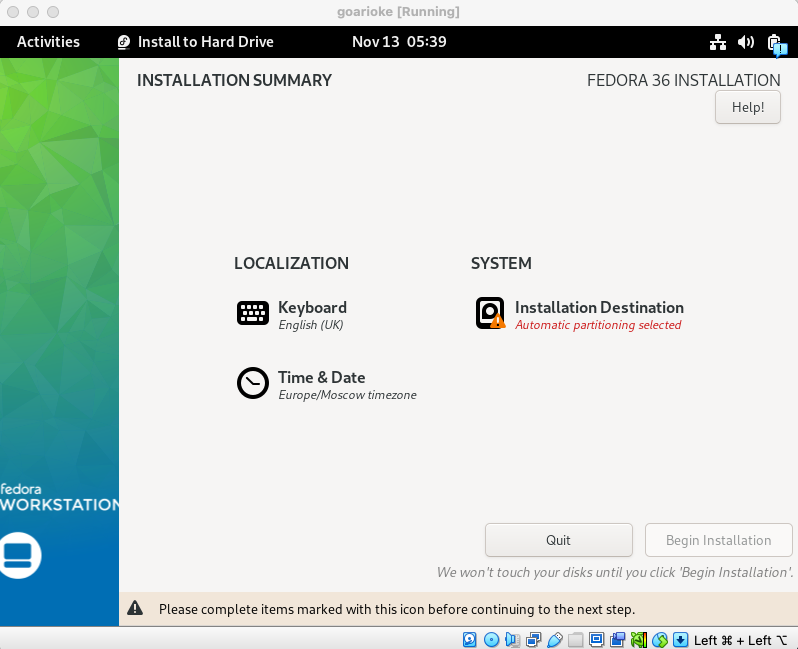 goarioke [Running]
Activities
Install to Hard Drive
Nov 13 05:39
INSTALLATION SUMMARY
FEDORA 36 INSTALLATION
Help!
LOCALIZATION
SYSTEM
Keyboard
English (UK)
Installation Destination
Automatic partitioning selected
Time & Date
Europe/Moscow timezone
fedora
WORKSTATION
Quit
Begin Installation
We won't touch your disks until you click 'Begin Installation'.
Please complete items marked with this icon before continuing to the next step.
Left ⌘ + Left ⌥